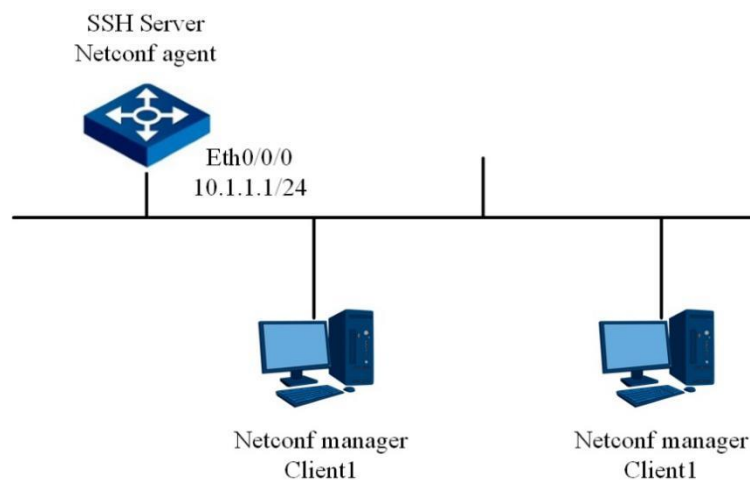 SSH Server
Netconf agent
Eth0/0/0
10.1.1.1/24
Netconf manager
Client1
Netconf manager
Client1